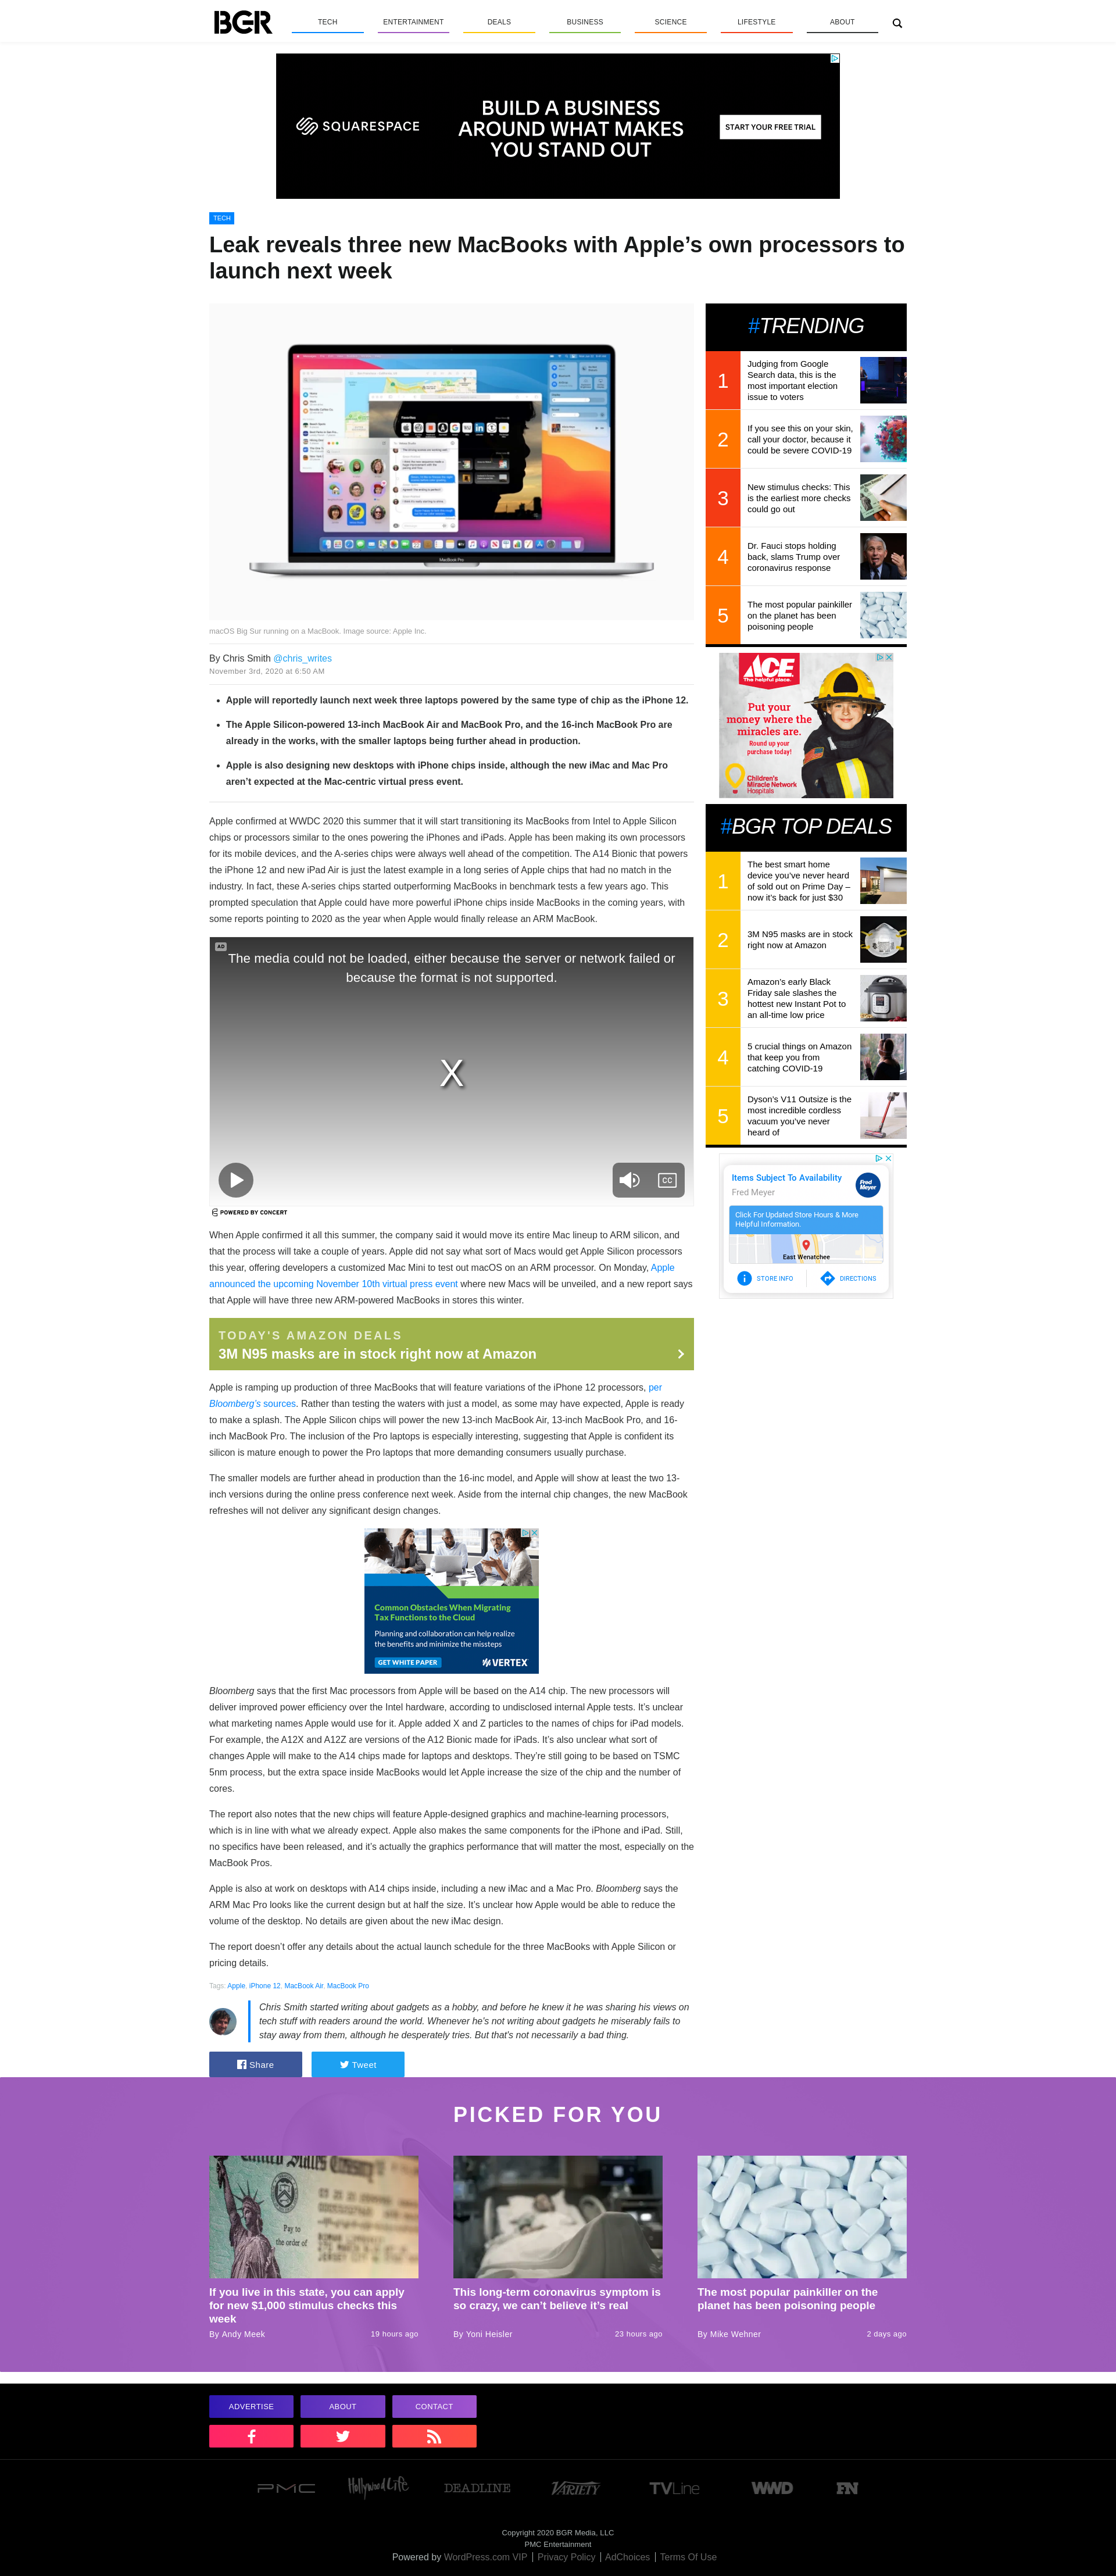 BGR
TECH
ENTERTAINMENT
DEALS
BUSINESS
SCIENCE
LIFESTYLE
ABOUT
SQUARESPACE
BUILD A BUSINESS
AROUND WHAT MAKES
YOU STAND OUT
START YOUR FREE TRIAL
TECH
Leak reveals three new MacBooks with Apple’s own processors to
launch next week
MacBook Pro
macOS Big Sur running on a MacBook. Image source: Apple Inc.
By Chris Smith @chris_writes
November 3rd, 2020 at 6:50 AM
• Apple will reportedly launch next week three laptops powered by the same type of chip as the iPhone 12.
• The Apple Silicon-powered 13-inch MacBook Air and MacBook Pro, and the 16-inch MacBook Pro are
already in the works, with the smaller laptops being further ahead in production.
• Apple is also designing new desktops with iPhone chips inside, although the new iMac and Mac Pro
aren’t expected at the Mac-centric virtual press event.
Apple confirmed at WWDC 2020 this summer that it will start transitioning its MacBooks from Intel to Apple Silicon
chips or processors similar to the ones powering the iPhones and iPads. Apple has been making its own processors
for its mobile devices, and the A-series chips were always well ahead of the competition. The A14 Bionic that powers
the iPhone 12 and new iPad Air is just the latest example in a long series of Apple chips that had no match in the
industry. In fact, these A-series chips started outperforming MacBooks in benchmark tests a few years ago. This
prompted speculation that Apple could have more powerful iPhone chips inside MacBooks in the coming years, with
some reports pointing to 2020 as the year when Apple would finally release an ARM MacBook.
AD
The media could not be loaded, either because the server or network failed or
because the format is not supported.
X
CC
POWERED BY CONCERT
When Apple confirmed it all this summer, the company said it would move its entire Mac lineup to ARM silicon, and
that the process will take a couple of years. Apple did not say what sort of Macs would get Apple Silicon processors
this year, offering developers a customized Mac Mini to test out macOS on an ARM processor. On Monday, Apple
announced the upcoming November 10th virtual press event where new Macs will be unveiled, and a new report says
that Apple will have three new ARM-powered MacBooks in stores this winter.
TODAY'S AMAZON DEALS
3M N95 masks are in stock right now at Amazon
Apple is ramping up production of three MacBooks that will feature variations of the iPhone 12 processors, per
Bloomberg’s sources. Rather than testing the waters with just a model, as some may have expected, Apple is ready
to make a splash. The Apple Silicon chips will power the new 13-inch MacBook Air, 13-inch MacBook Pro, and 16-
inch MacBook Pro. The inclusion of the Pro laptops is especially interesting, suggesting that Apple is confident its
silicon is mature enough to power the Pro laptops that more demanding consumers usually purchase.
The smaller models are further ahead in production than the 16-inc model, and Apple will show at least the two 13-
inch versions during the online press conference next week. Aside from the internal chip changes, the new MacBook
refreshes will not deliver any significant design changes.
Common Obstacles When Migrating
Tax Functions to the Cloud
Planning and collaboration can help realize
the benefits and minimize the missteps
GET WHITE PAPER
VERTEX
Bloomberg says that the first Mac processors from Apple will be based on the A14 chip. The new processors will
deliver improved power efficiency over the Intel hardware, according to undisclosed internal Apple tests. It’s unclear
what marketing names Apple would use for it. Apple added X and Z particles to the names of chips for iPad models.
For example, the A12X and A12Z are versions of the A12 Bionic made for iPads. It’s also unclear what sort of
changes Apple will make to the A14 chips made for laptops and desktops. They’re still going to be based on TSMC
5nm process, but the extra space inside MacBooks would let Apple increase the size of the chip and the number of
cores.
The report also notes that the new chips will feature Apple-designed graphics and machine-learning processors,
which is in line with what we already expect. Apple also makes the same components for the iPhone and iPad. Still,
no specifics have been released, and it’s actually the graphics performance that will matter the most, especially on the
MacBook Pros.
Apple is also at work on desktops with A14 chips inside, including a new iMac and a Mac Pro. Bloomberg says the
ARM Mac Pro looks like the current design but at half the size. It’s unclear how Apple would be able to reduce the
volume of the desktop. No details are given about the new iMac design.
The report doesn’t offer any details about the actual launch schedule for the three MacBooks with Apple Silicon or
pricing details.
Tags: Apple, iPhone 12, MacBook Air, MacBook Pro
Chris Smith started writing about gadgets as a hobby, and before he knew it he was sharing his views on
tech stuff with readers around the world. Whenever he's not writing about gadgets he miserably fails to
stay away from them, although he desperately tries. But that's not necessarily a bad thing.
Share
Tweet
#TRENDING
1
Judging from Google
Search data, this is the
most important election
issue to voters
2
If you see this on your skin,
call your doctor, because it
could be severe COVID-19
3
New stimulus checks: This
is the earliest more checks
could go out
4
Dr. Fauci stops holding
back, slams Trump over
coronavirus response
5
The most popular painkiller
on the planet has been
poisoning people
ACE
The helpful place.
Put your
money where the
miracles are.
Round up your
purchase today!
Children's
Miracle Network
Hospitals
#BGR TOP DEALS
1
The best smart home
device you’ve never heard
of sold out on Prime Day –
now it’s back for just $30
2
3M N95 masks are in stock
right now at Amazon
3
Amazon’s early Black
Friday sale slashes the
hottest new Instant Pot to
an all-time low price
4
5 crucial things on Amazon
that keep you from
catching COVID-19
5
Dyson’s V11 Outsize is the
most incredible cordless
vacuum you’ve never
heard of
Items Subject To Availability
Fred Meyer
Fred Meyer
Click For Updated Store Hours & More
Helpful Information.
East Wenatchee
STORE INFO
DIRECTIONS
PICKED FOR YOU
United States
Pay to
the order of
If you live in this state, you can apply
for new $1,000 stimulus checks this
week
By Andy Meek
19 hours ago
This long-term coronavirus symptom is
so crazy, we can’t believe it’s real
By Yoni Heisler
23 hours ago
The most popular painkiller on the
planet has been poisoning people
By Mike Wehner
2 days ago
ADVERTISE
ABOUT
CONTACT
PMC
HollywoodLife
DEADLINE
VARIETY
TVLine
WWD
FN
Copyright 2020 BGR Media, LLC
PMC Entertainment
Powered by WordPress.com VIP | Privacy Policy | AdChoices | Terms Of Use